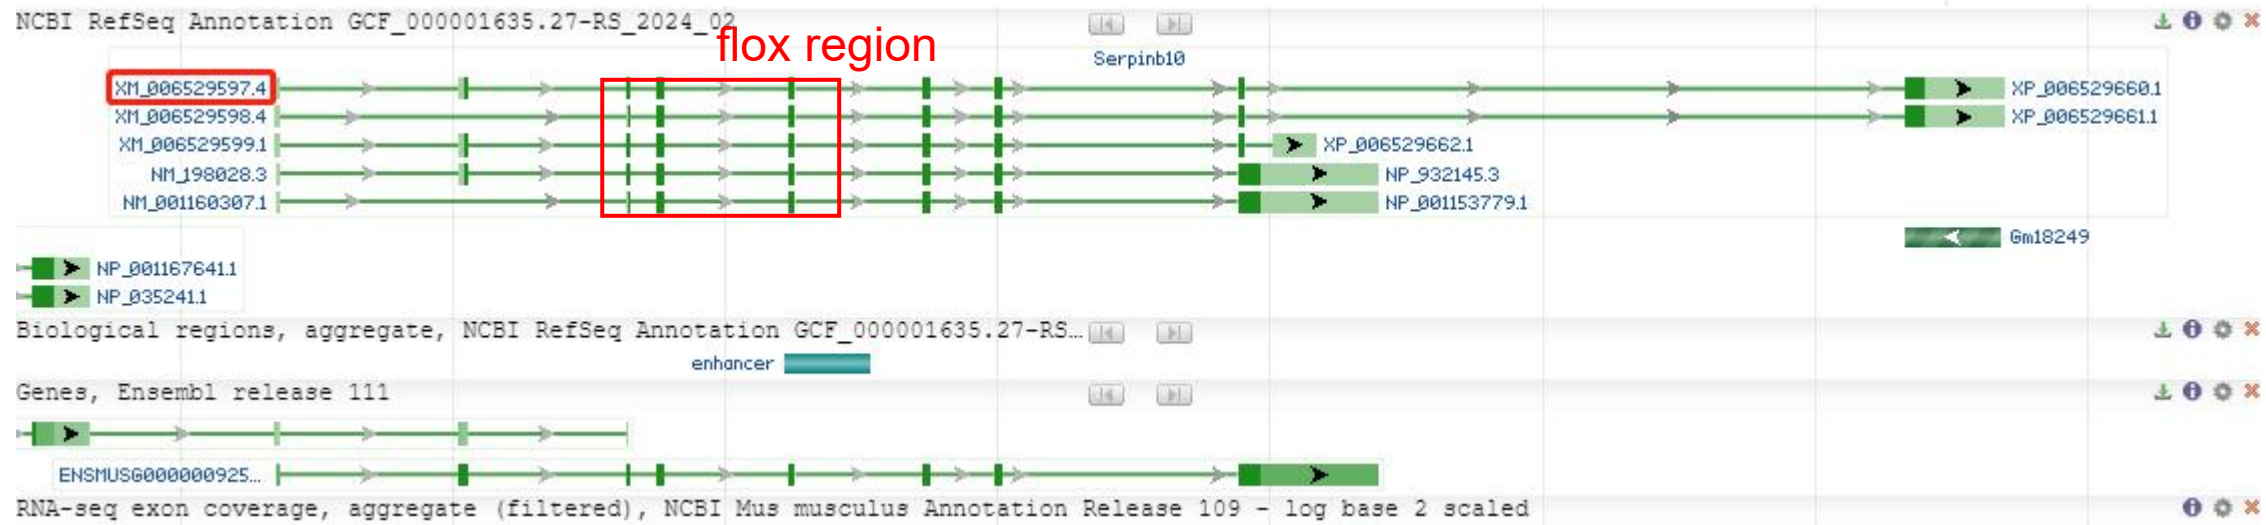 NCBI RefSeq Annotation GCF_000001635.27-RS_2024_02
flox region
Serpinb10
XM_006529597.4 XP_006529660.1
XM_006529598.4 XP_006529661.1
XM_006529599.1 XP_006529662.1
NM_198028.3 NP_932145.3
NM_001160307.1 NP_001153779.1
Gm18249
NP_001167641.1
NP_035241.1
Biological regions, aggregate, NCBI RefSeq Annotation GCF_000001635.27-RS…
enhancer
Genes, Ensembl release 111
ENSMUSG0000000925…
RNA-seq exon coverage, aggregate (filtered), NCBI Mus musculus Annotation Release 109 - log base 2 scaled